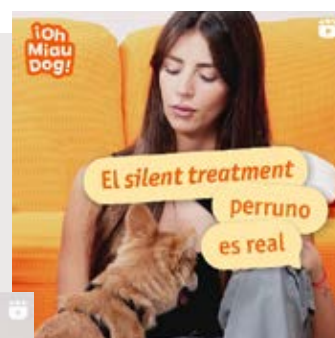 ¡Oh
Miau
Dog!
El silent treatment
perruno
es real